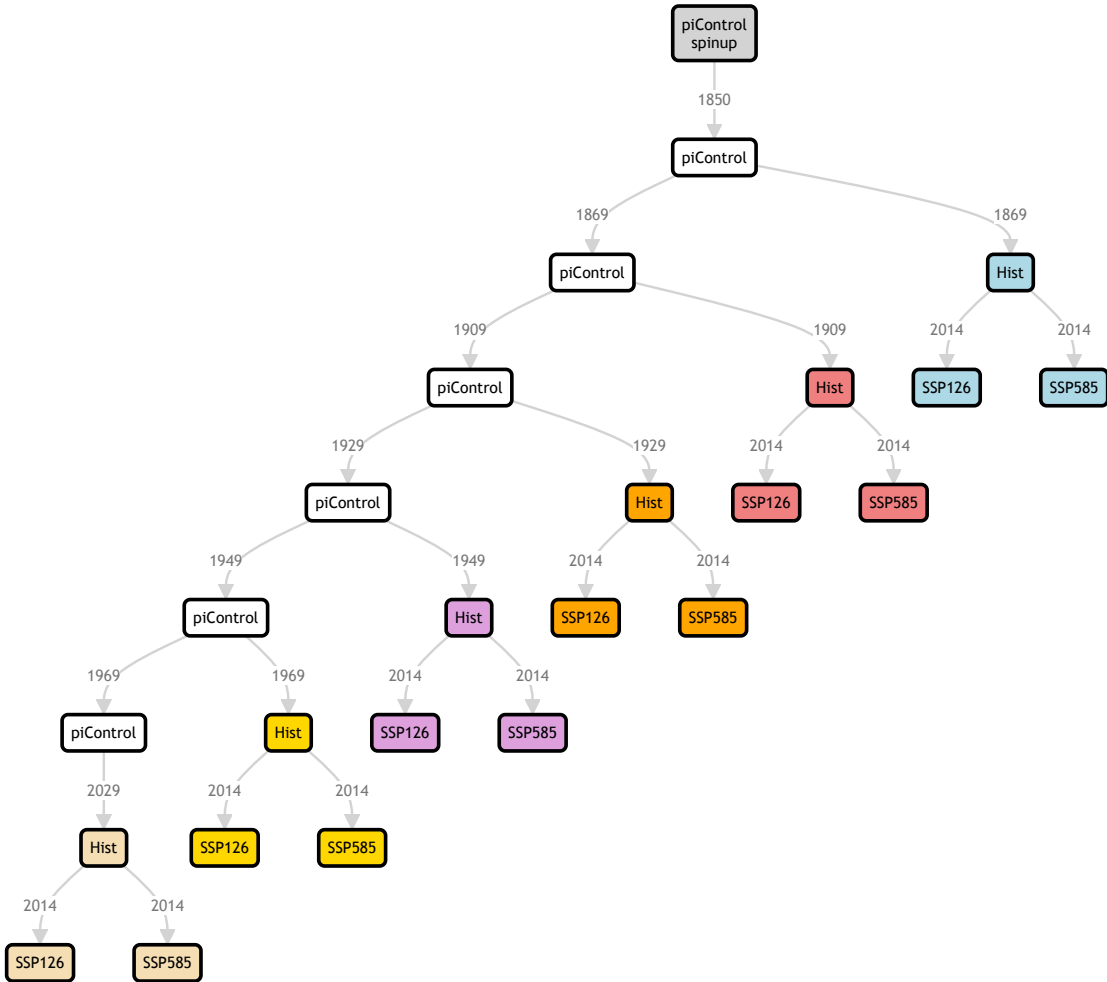 piControl
spinup
1850
piControl
1869
1869
piControl
Hist
1909
1909
2014
2014
piControl
Hist
SSP126
SSP585
1929
1929
2014
2014
piControl
Hist
SSP126
SSP585
1949
1949
2014
2014
piControl
Hist
SSP126
SSP585
1969
1969
2014
2014
piControl
Hist
SSP126
SSP585
2029
2014
2014
Hist
SSP126
SSP585
2014
2014
SSP126
SSP585